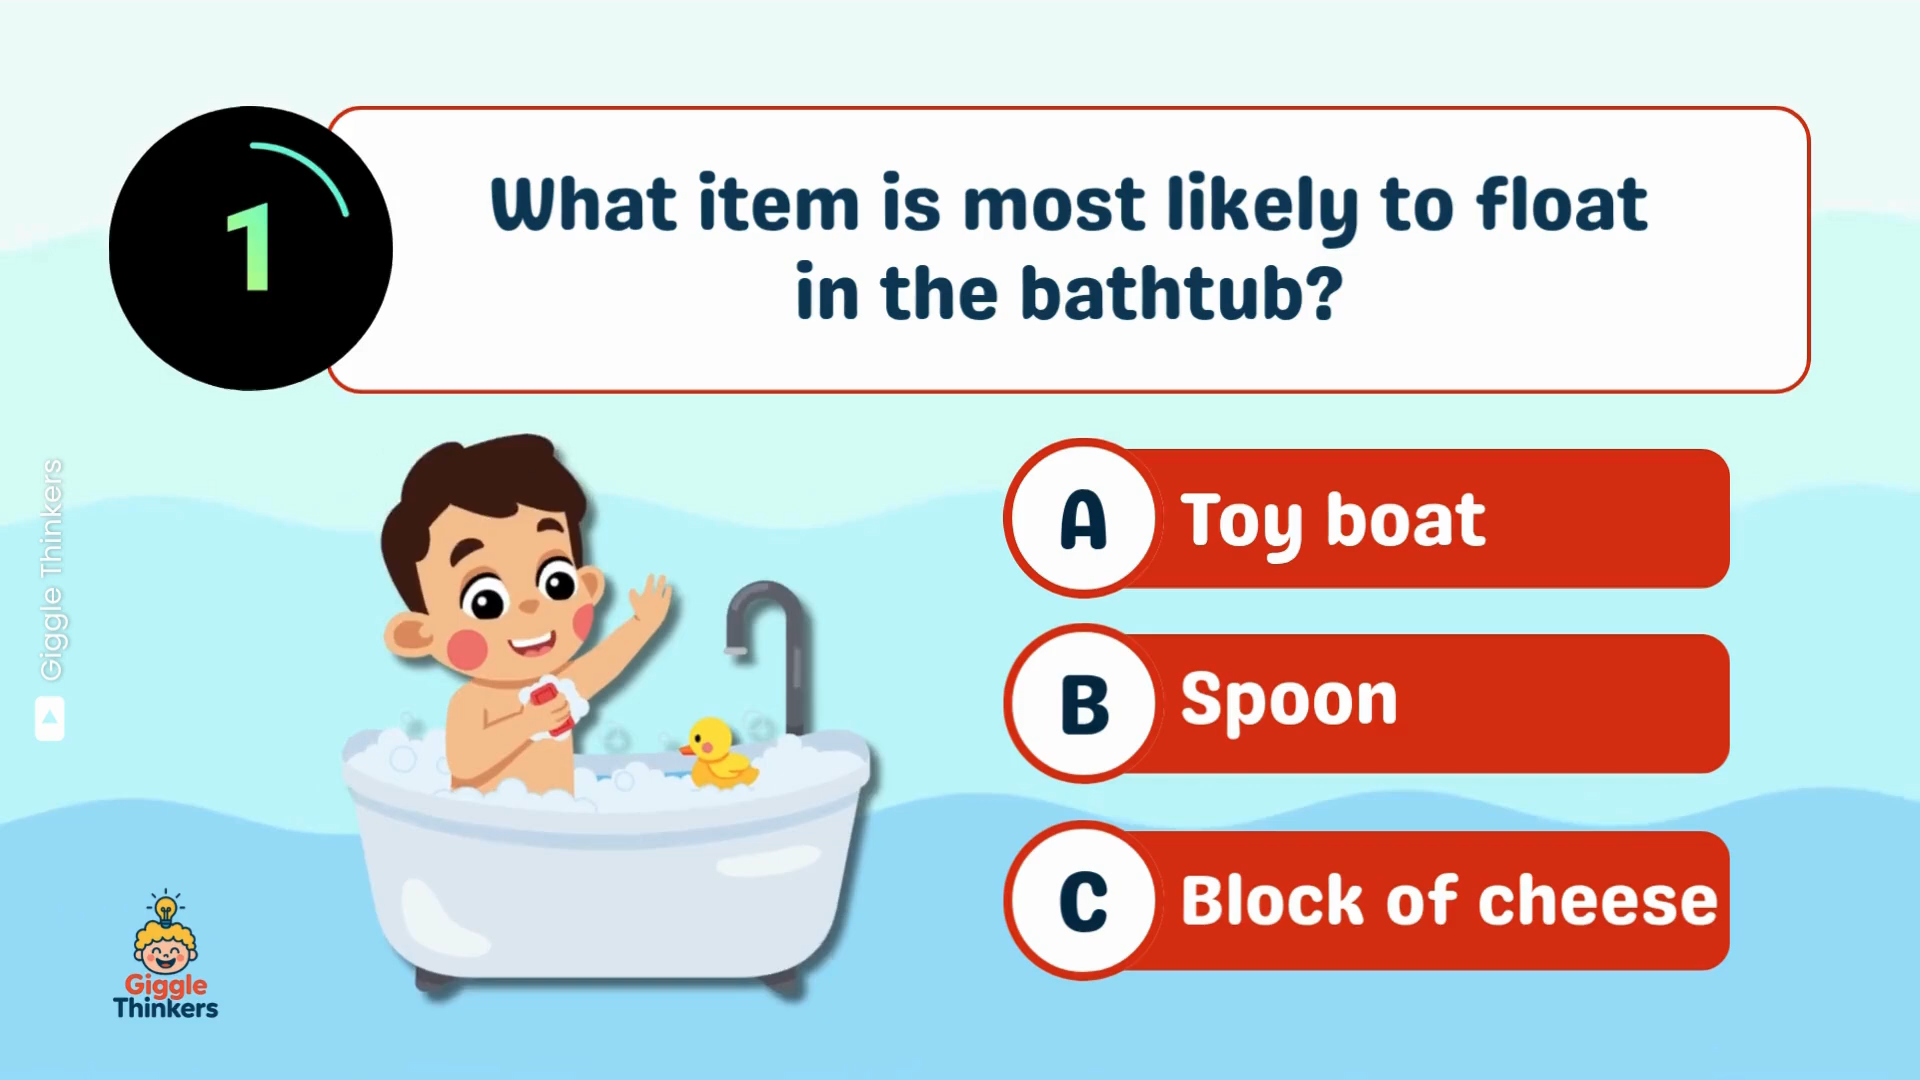 1
What item is most likely to float
in the bathtub?
A Toy boat
B Spoon
C Block of cheese
Giggle Thinkers
Giggle
Thinkers